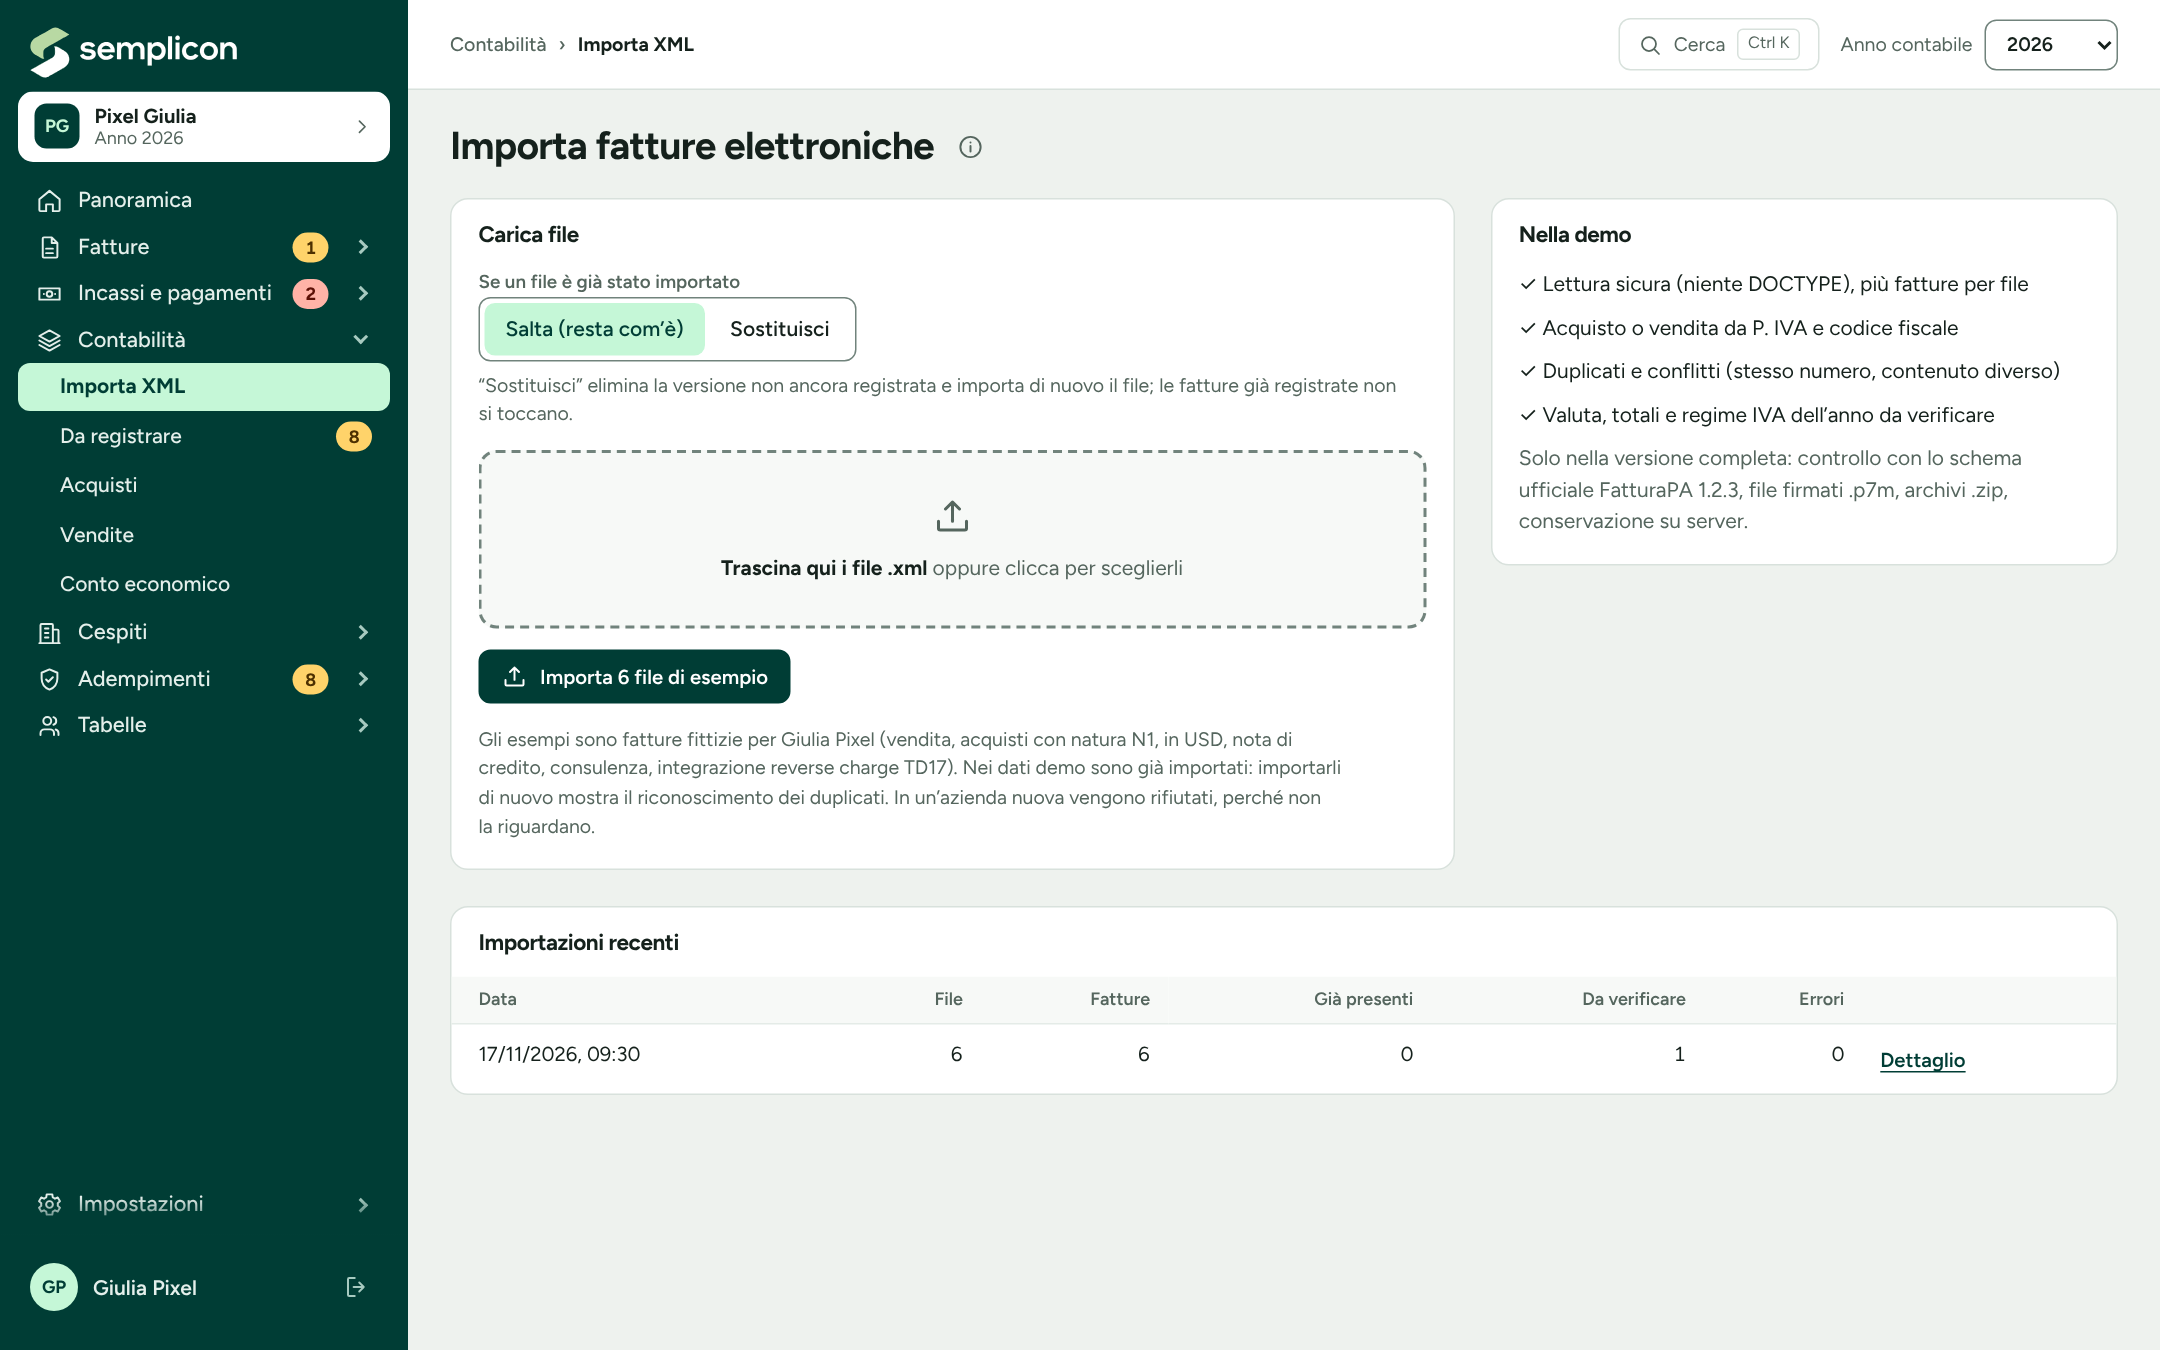 semplicon
PG
Pixel Giulia
Anno 2026
Panoramica
Fatture 1
Incassi e pagamenti 2
Contabilità
Importa XML
Da registrare 8
Acquisti
Vendite
Conto economico
Cespiti
Adempimenti 8
Tabelle
Impostazioni
GP Giulia Pixel
Contabilità › Importa XML
Cerca Ctrl K
Anno contabile 2026
Importa fatture elettroniche
Carica file
Se un file è già stato importato
Salta (resta com’è) Sostituisci
“Sostituisci” elimina la versione non ancora registrata e importa di nuovo il file; le fatture già registrate non
si toccano.
Trascina qui i file .xml oppure clicca per sceglierli
Importa 6 file di esempio
Gli esempi sono fatture fittizie per Giulia Pixel (vendita, acquisti con natura N1, in USD, nota di
credito, consulenza, integrazione reverse charge TD17). Nei dati demo sono già importati: importarli
di nuovo mostra il riconoscimento dei duplicati. In un’azienda nuova vengono rifiutati, perché non
la riguardano.
Nella demo
✓ Lettura sicura (niente DOCTYPE), più fatture per file
✓ Acquisto o vendita da P. IVA e codice fiscale
✓ Duplicati e conflitti (stesso numero, contenuto diverso)
✓ Valuta, totali e regime IVA dell’anno da verificare
Solo nella versione completa: controllo con lo schema
ufficiale FatturaPA 1.2.3, file firmati .p7m, archivi .zip,
conservazione su server.
Importazioni recenti
Data File Fatture Già presenti Da verificare Errori
17/11/2026, 09:30 6 6 0 1 0 Dettaglio